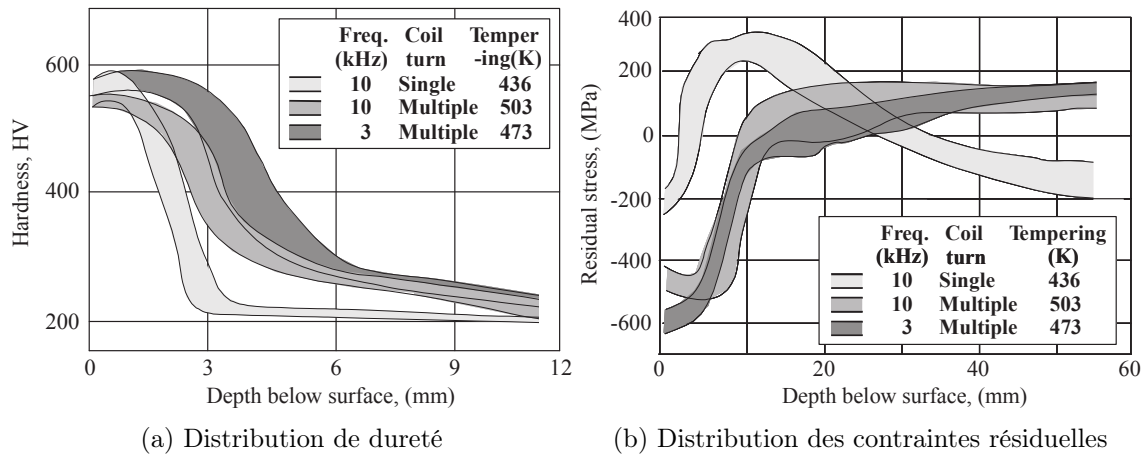 Freq. Coil Temper
(kHz) turn -ing(K)
10 Single 436
10 Multiple 503
3 Multiple 473
600
400
200
Hardness, HV
0 3 6 9 12
Depth below surface, (mm)
(a) Distribution de dureté
400
200
0
-200
-400
-600
Residual stress, (MPa)
Freq. Coil Tempering
(kHz) turn (K)
10 Single 436
10 Multiple 503
3 Multiple 473
0 20 40 60
Depth below surface, (mm)
(b) Distribution des contraintes résiduelles